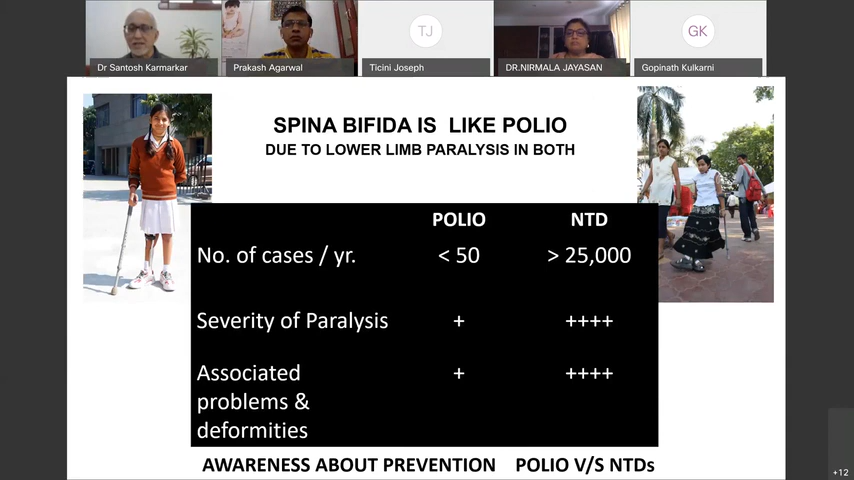 TJ
GK
Dr Santosh Karmarkar
Prakash Agarwal
Ticini Joseph
DR.NIRMALA JAYASAN
Gopinath Kulkarni
SPINA BIFIDA IS LIKE POLIO
DUE TO LOWER LIMB PARALYSIS IN BOTH
POLIO NTD
No. of cases / yr. < 50 > 25,000
Severity of Paralysis + ++++
Associated + ++++
problems &
deformities
AWARENESS ABOUT PREVENTION POLIO V/S NTDs
+12